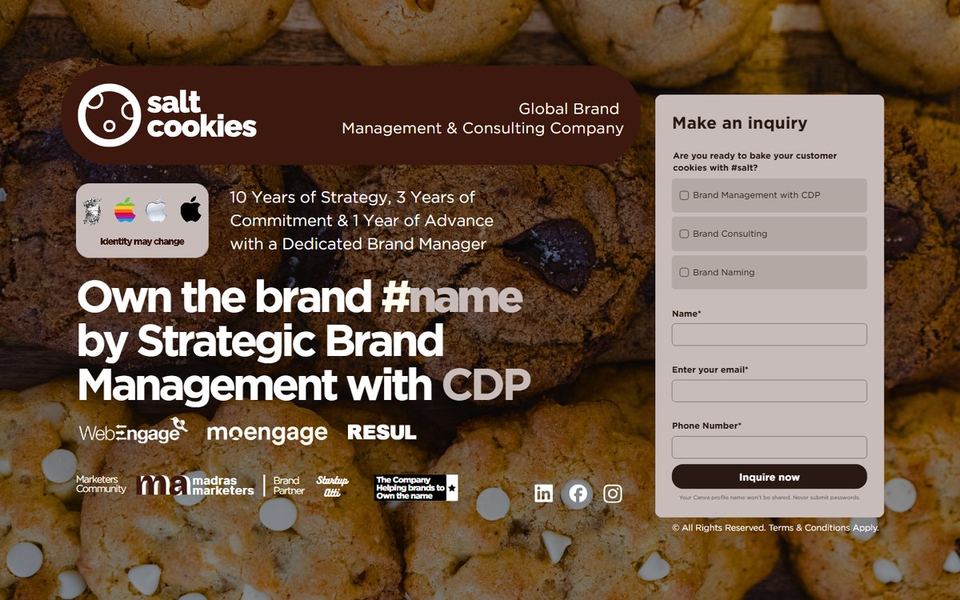 salt
cookies
Global Brand
Management & Consulting Company
Identity may change
10 Years of Strategy, 3 Years of
Commitment & 1 Year of Advance
with a Dedicated Brand Manager
Own the brand #name
by Strategic Brand
Management with CDP
WebEngage
moengage
RESUL
Marketers
Community
ma
madras
marketers
Brand
Partner
Startup
Atti
The Company
Helping brands to
Own the name
Make an inquiry
Are you ready to bake your customer
cookies with #salt?
Brand Management with CDP
Brand Consulting
Brand Naming
Name*
Enter your email*
Phone Number*
Inquire now
Your Canva profile name won't be shared. Never submit passwords.
© All Rights Reserved. Terms & Conditions Apply.